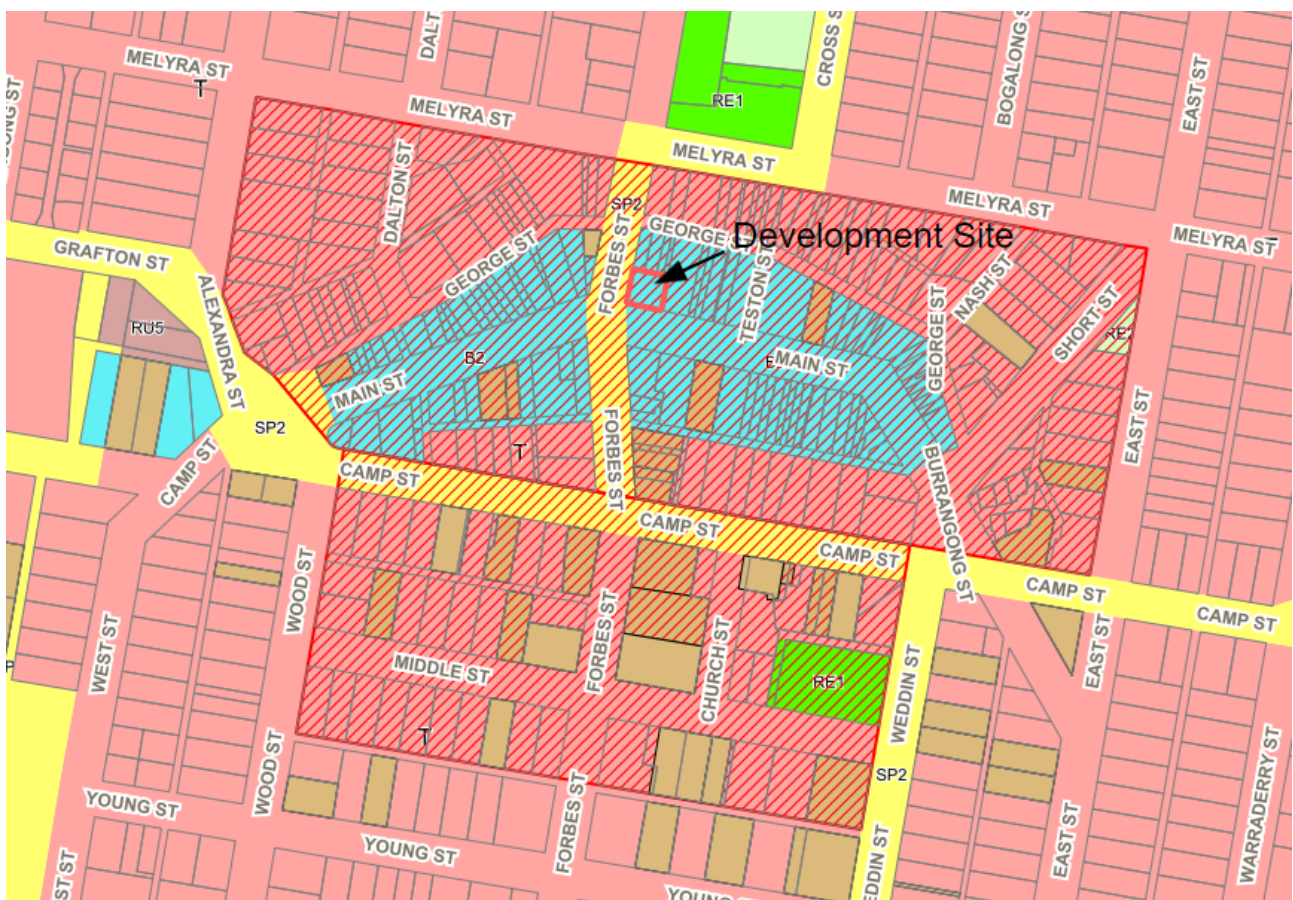 CROSS S
DALT
BOGALONG S
EAST ST
MELYRA ST
T
MELYRA ST
RE1
MELYRA ST
DALTON ST
MELYRA ST
SP2
GEORGE
Development Site
MELYRA ST
GRAFTON ST
GEORGE ST
FORBES ST
TESTON ST
NASH ST
ALEXANDRA ST
GEORGE ST
SHORT ST
RU5
B2
MAIN ST
MAIN ST
EAST ST
SP2
T
FORBES ST
CAMP ST
CAMP ST
CAMP ST
CAMP ST
BURRANGONG ST
CAMP ST
CAMP ST
WOOD ST
WEST ST
FORBES ST
CHURCH ST
EAST ST
MIDDLE ST
RE1
WEDDIN ST
T
SP2
WOOD ST
YOUNG ST
YOUNG ST
FORBES ST
EAST ST
WARRADERRY ST
EDDIN ST
ST ST
YOUNG